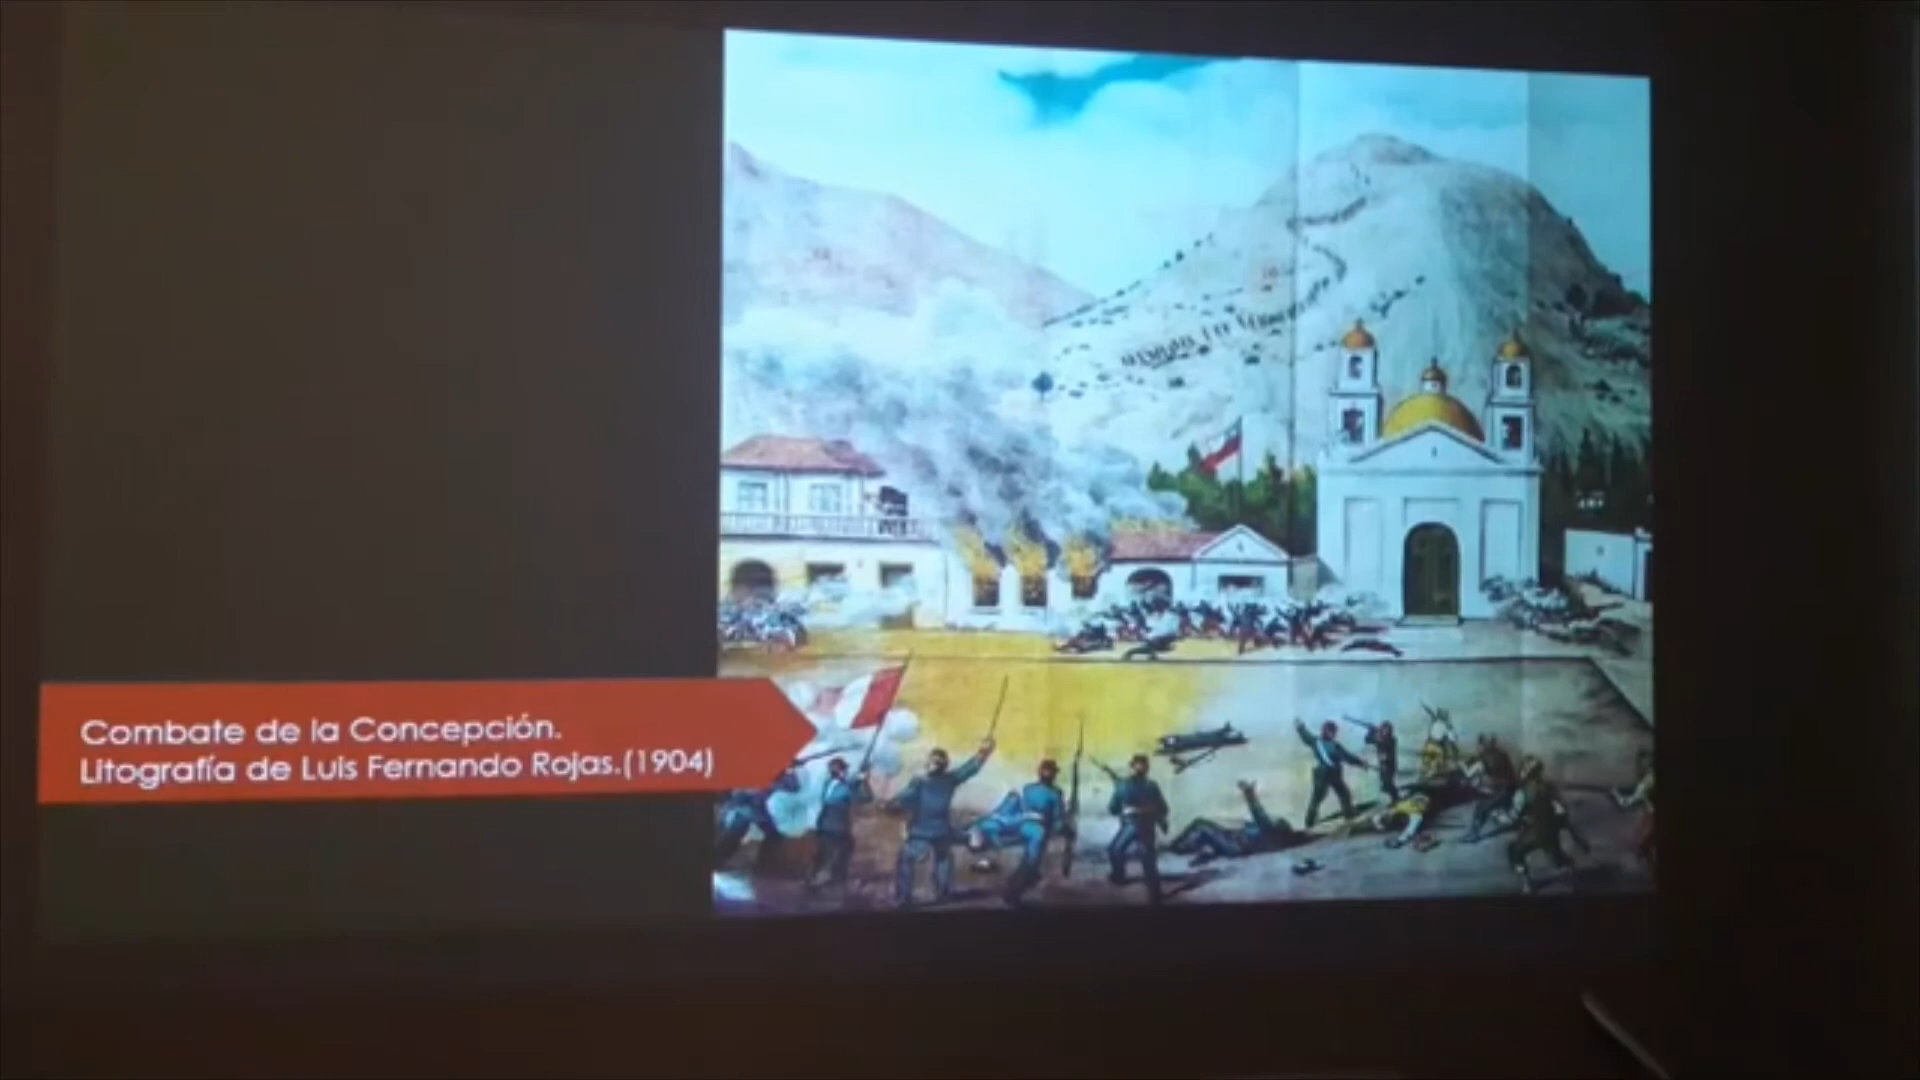 Combate de la Concepción.
Litografía de Luis Fernando Rojas.(1904)